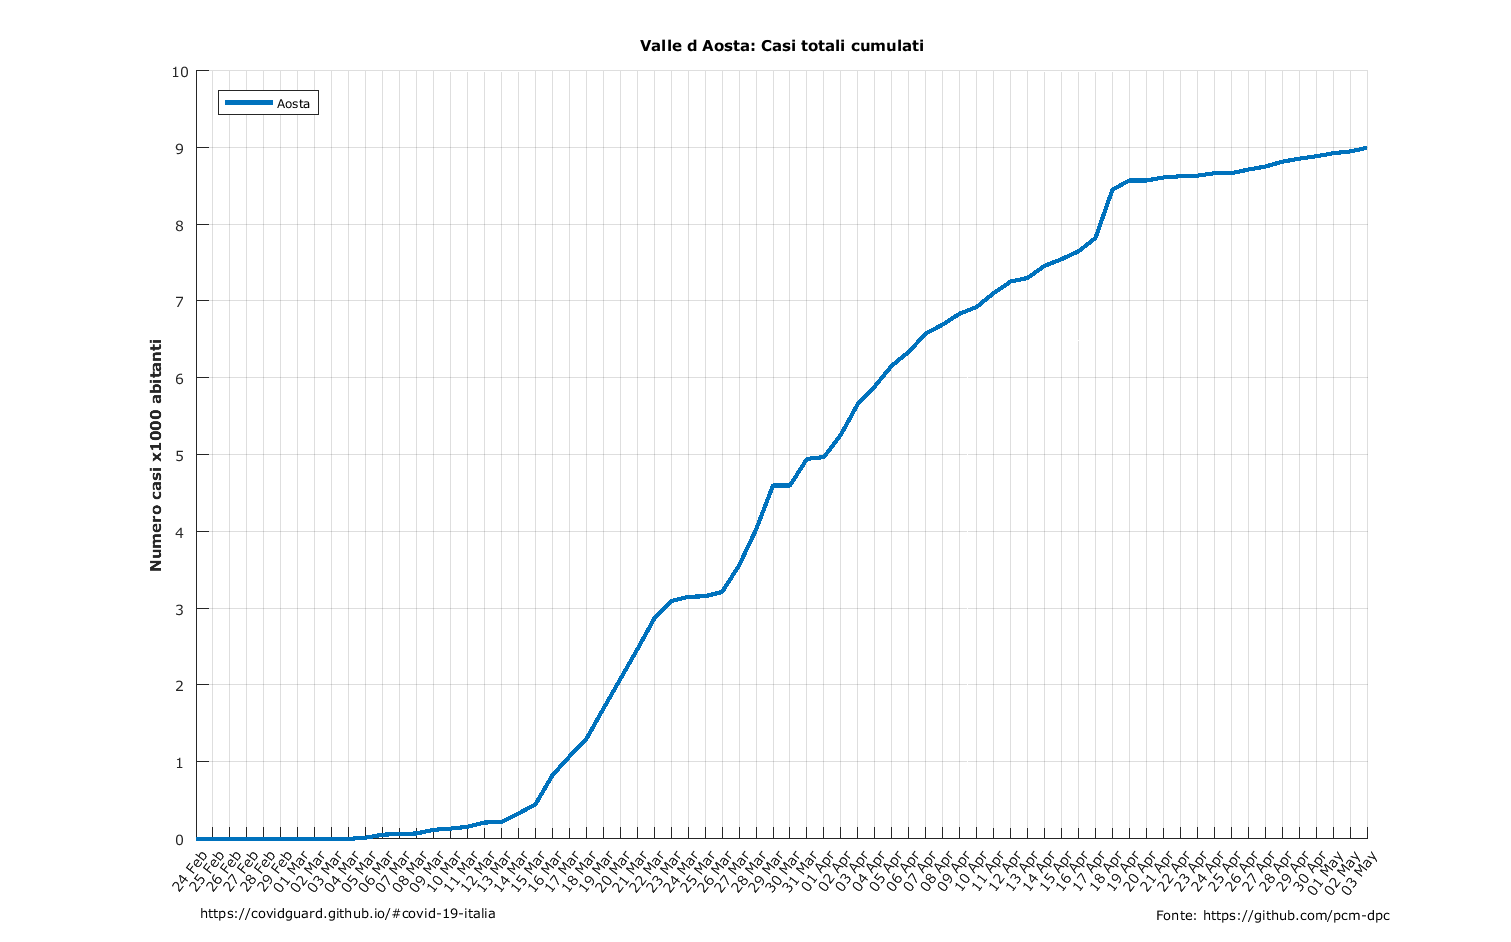 Valle d Aosta: Casi totali cumulati
Aosta
Numero casi x1000 abitanti
10
9
8
7
6
5
4
3
2
1
0
24 Feb
25 Feb
26 Feb
27 Feb
28 Feb
29 Feb
01 Mar
02 Mar
03 Mar
04 Mar
05 Mar
06 Mar
07 Mar
08 Mar
09 Mar
10 Mar
11 Mar
12 Mar
13 Mar
14 Mar
15 Mar
16 Mar
17 Mar
18 Mar
19 Mar
20 Mar
21 Mar
22 Mar
23 Mar
24 Mar
25 Mar
26 Mar
27 Mar
28 Mar
29 Mar
30 Mar
31 Mar
01 Apr
02 Apr
03 Apr
04 Apr
05 Apr
06 Apr
07 Apr
08 Apr
09 Apr
10 Apr
11 Apr
12 Apr
13 Apr
14 Apr
15 Apr
16 Apr
17 Apr
18 Apr
19 Apr
20 Apr
21 Apr
22 Apr
23 Apr
24 Apr
25 Apr
26 Apr
27 Apr
28 Apr
29 Apr
30 Apr
01 May
02 May
03 May
https://covidguard.github.io/#covid-19-italia
Fonte: https://github.com/pcm-dpc